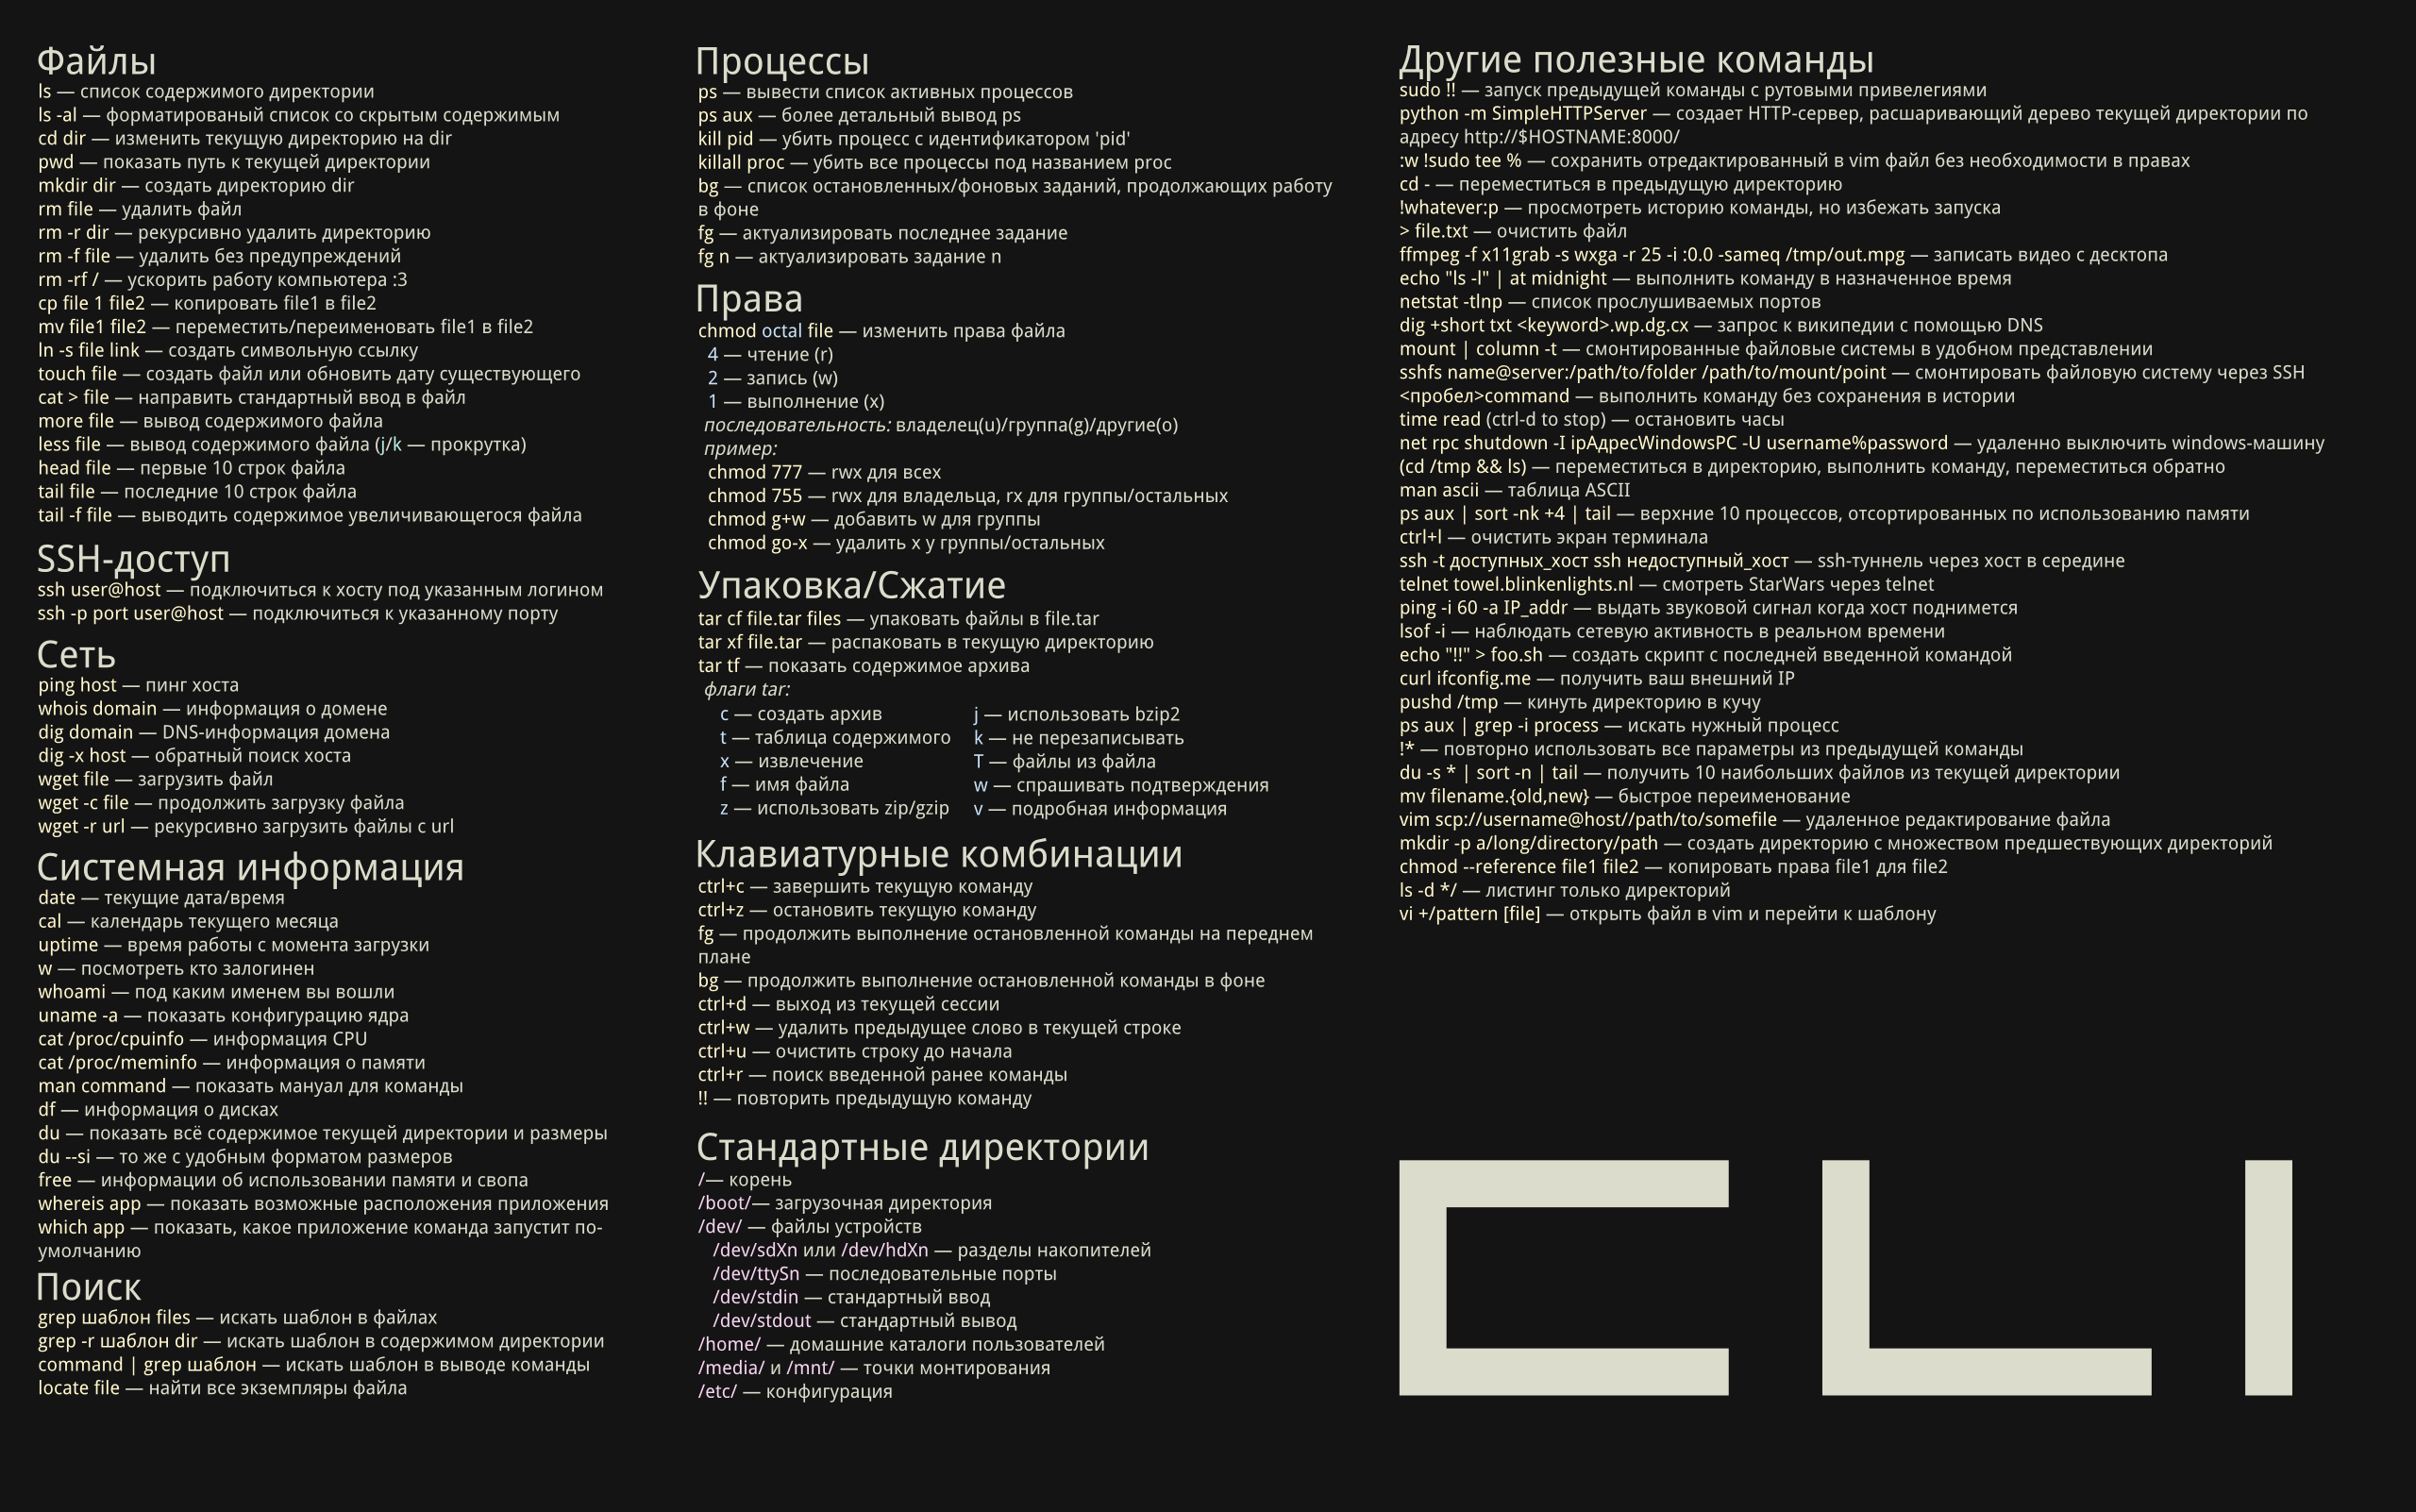 Файлы
ls — список содержимого директории
ls -al — форматированый список со скрытым содержимым
cd dir — изменить текущую директорию на dir
pwd — показать путь к текущей директории
mkdir dir — создать директорию dir
rm file — удалить файл
rm -r dir — рекурсивно удалить директорию
rm -f file — удалить без предупреждений
rm -rf / — ускорить работу компьютера :3
cp file 1 file2 — копировать file1 в file2
mv file1 file2 — переместить/переименовать file1 в file2
ln -s file link — создать символьную ссылку
touch file — создать файл или обновить дату существующего
cat > file — направить стандартный ввод в файл
more file — вывод содержимого файла
less file — вывод содержимого файла (j/k — прокрутка)
head file — первые 10 строк файла
tail file — последние 10 строк файла
tail -f file — выводить содержимое увеличивающегося файла
SSH-доступ
ssh user@host — подключиться к хосту под указанным логином
ssh -p port user@host — подключиться к указанному порту
Сеть
ping host — пинг хоста
whois domain — информация о домене
dig domain — DNS-информация домена
dig -x host — обратный поиск хоста
wget file — загрузить файл
wget -c file — продолжить загрузку файла
wget -r url — рекурсивно загрузить файлы с url
Системная информация
date — текущие дата/время
cal — календарь текущего месяца
uptime — время работы с момента загрузки
w — посмотреть кто залогинен
whoami — под каким именем вы вошли
uname -a — показать конфигурацию ядра
cat /proc/cpuinfo — информация CPU
cat /proc/meminfo — информация о памяти
man command — показать мануал для команды
df — информация о дисках
du — показать всё содержимое текущей директории и размеры
du --si — то же с удобным форматом размеров
free — информации об использовании памяти и свопа
whereis app — показать возможные расположения приложения
which app — показать, какое приложение команда запустит по-
умолчанию
Поиск
grep шаблон files — искать шаблон в файлах
grep -r шаблон dir — искать шаблон в содержимом директории
command | grep шаблон — искать шаблон в выводе команды
locate file — найти все экземпляры файла
Процессы
ps — вывести список активных процессов
ps aux — более детальный вывод ps
kill pid — убить процесс с идентификатором 'pid'
killall proc — убить все процессы под названием proc
bg — список остановленных/фоновых заданий, продолжающих работу
в фоне
fg — актуализировать последнее задание
fg n — актуализировать задание n
Права
chmod octal file — изменить права файла
4 — чтение (r)
2 — запись (w)
1 — выполнение (x)
последовательность: владелец(u)/группа(g)/другие(o)
пример:
chmod 777 — rwx для всех
chmod 755 — rwx для владельца, rx для группы/остальных
chmod g+w — добавить w для группы
chmod go-x — удалить x у группы/остальных
Упаковка/Сжатие
tar cf file.tar files — упаковать файлы в file.tar
tar xf file.tar — распаковать в текущую директорию
tar tf — показать содержимое архива
флаги tar:
c — создать архив
t — таблица содержимого
x — извлечение
f — имя файла
z — использовать zip/gzip
j — использовать bzip2
k — не перезаписывать
T — файлы из файла
w — спрашивать подтверждения
v — подробная информация
Клавиатурные комбинации
ctrl+c — завершить текущую команду
ctrl+z — остановить текущую команду
fg — продолжить выполнение остановленной команды на переднем
плане
bg — продолжить выполнение остановленной команды в фоне
ctrl+d — выход из текущей сессии
ctrl+w — удалить предыдущее слово в текущей строке
ctrl+u — очистить строку до начала
ctrl+r — поиск введенной ранее команды
!! — повторить предыдущую команду
Стандартные директории
/— корень
/boot/— загрузочная директория
/dev/ — файлы устройств
/dev/sdXn или /dev/hdXn — разделы накопителей
/dev/ttySn — последовательные порты
/dev/stdin — стандартный ввод
/dev/stdout — стандартный вывод
/home/ — домашние каталоги пользователей
/media/ и /mnt/ — точки монтирования
/etc/ — конфигурация
Другие полезные команды
sudo !! — запуск предыдущей команды с рутовыми привелегиями
python -m SimpleHTTPServer — создает HTTP-сервер, расшаривающий дерево текущей директории по
адресу http://$HOSTNAME:8000/
:w !sudo tee % — сохранить отредактированный в vim файл без необходимости в правах
cd - — переместиться в предыдущую директорию
!whatever:p — просмотреть историю команды, но избежать запуска
> file.txt — очистить файл
ffmpeg -f x11grab -s wxga -r 25 -i :0.0 -sameq /tmp/out.mpg — записать видео с десктопа
echo "ls -l" | at midnight — выполнить команду в назначенное время
netstat -tlnp — список прослушиваемых портов
dig +short txt <keyword>.wp.dg.cx — запрос к википедии с помощью DNS
mount | column -t — смонтированные файловые системы в удобном представлении
sshfs name@server:/path/to/folder /path/to/mount/point — смонтировать файловую систему через SSH
<пробел>command — выполнить команду без сохранения в истории
time read (ctrl-d to stop) — остановить часы
net rpc shutdown -I ipАдресWindowsPC -U username%password — удаленно выключить windows-машину
(cd /tmp && ls) — переместиться в директорию, выполнить команду, переместиться обратно
man ascii — таблица ASCII
ps aux | sort -nk +4 | tail — верхние 10 процессов, отсортированных по использованию памяти
ctrl+l — очистить экран терминала
ssh -t доступных_хост ssh недоступный_хост — ssh-туннель через хост в середине
telnet towel.blinkenlights.nl — смотреть StarWars через telnet
ping -i 60 -a IP_addr — выдать звуковой сигнал когда хост поднимется
lsof -i — наблюдать сетевую активность в реальном времени
echo "!!" > foo.sh — создать скрипт с последней введенной командой
curl ifconfig.me — получить ваш внешний IP
pushd /tmp — кинуть директорию в кучу
ps aux | grep -i process — искать нужный процесс
!* — повторно использовать все параметры из предыдущей команды
du -s * | sort -n | tail — получить 10 наибольших файлов из текущей директории
mv filename.{old,new} — быстрое переименование
vim scp://username@host//path/to/somefile — удаленное редактирование файла
mkdir -p a/long/directory/path — создать директорию с множеством предшествующих директорий
chmod --reference file1 file2 — копировать права file1 для file2
ls -d */ — листинг только директорий
vi +/pattern [file] — открыть файл в vim и перейти к шаблону
CLI